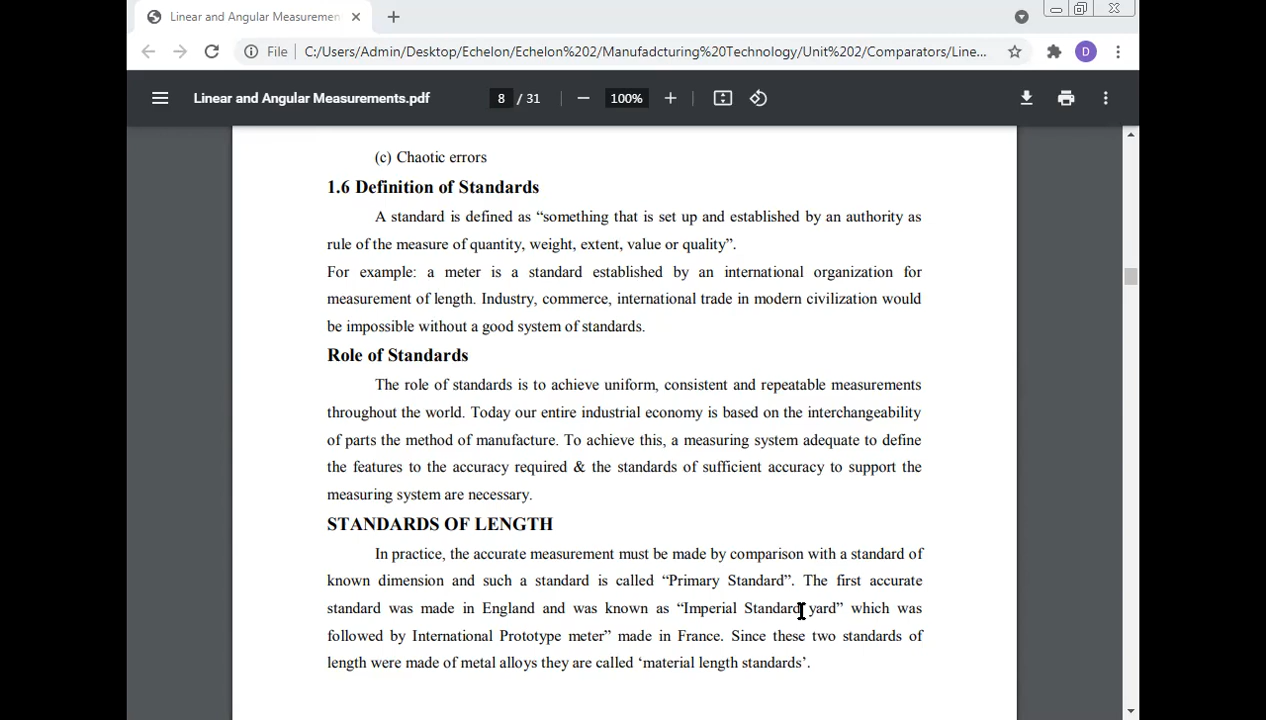 Linear and Angular Measuremen
File C:/Users/Admin/Desktop/Echelon/Echelon%202/Manufadcturing%20Technology/Unit%202/Comparators/Line... D
Linear and Angular Measurements.pdf 8 / 31 100%
(c) Chaotic errors
1.6 Definition of Standards
A standard is defined as “something that is set up and established by an authority as
rule of the measure of quantity, weight, extent, value or quality”.
For example: a meter is a standard established by an international organization for
measurement of length. Industry, commerce, international trade in modern civilization would
be impossible without a good system of standards.
Role of Standards
The role of standards is to achieve uniform, consistent and repeatable measurements
throughout the world. Today our entire industrial economy is based on the interchangeability
of parts the method of manufacture. To achieve this, a measuring system adequate to define
the features to the accuracy required & the standards of sufficient accuracy to support the
measuring system are necessary.
STANDARDS OF LENGTH
In practice, the accurate measurement must be made by comparison with a standard of
known dimension and such a standard is called “Primary Standard”. The first accurate
standard was made in England and was known as “Imperial Standard yard” which was
followed by International Prototype meter” made in France. Since these two standards of
length were made of metal alloys they are called ‘material length standards’.